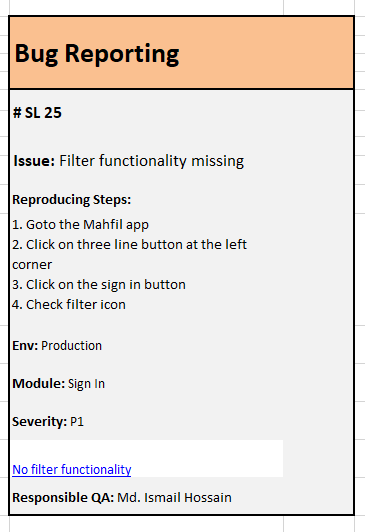 Bug Reporting
# SL 25
Issue: Filter functionality missing
Reproducing Steps:
1. Goto the Mahfil app
2. Click on three line button at the left
corner
3. Click on the sign in button
4. Check filter icon
Env: Production
Module: Sign In
Severity: P1
No filter functionality
Responsible QA: Md. Ismail Hossain